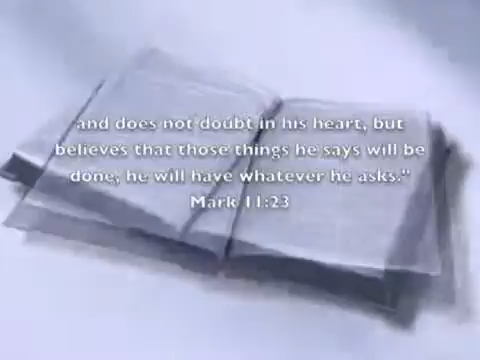 and does not doubt in his heart, but
believes that those things he says will be
done, he will have whatever he asks."
Mark 11:23